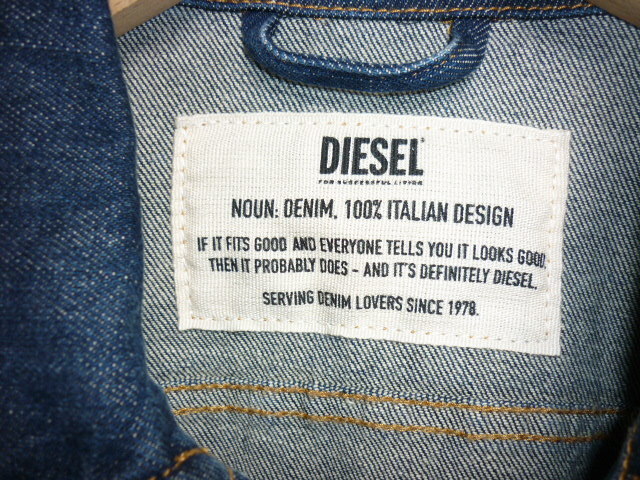 DIESEL
FOR SUCCESSFUL LIVING
NOUN: DENIM, 100% ITALIAN DESIGN
IF IT FITS GOOD AND EVERYONE TELLS YOU IT LOOKS GOOD,
THEN IT PROBABLY DOES - AND IT'S DEFINITELY DIESEL.
SERVING DENIM LOVERS SINCE 1978.